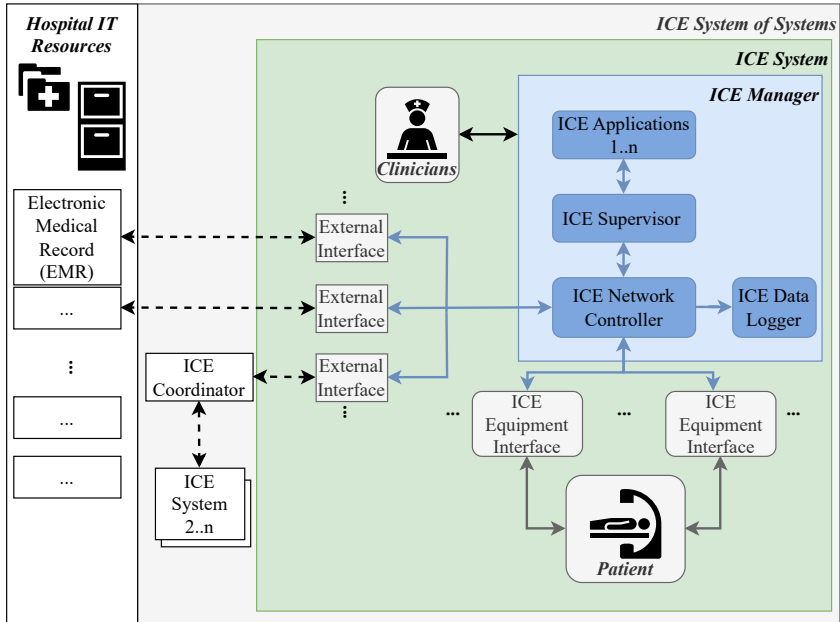 Hospital IT
Resources
ICE System of Systems
ICE System
ICE Manager
Clinicians
ICE Applications
1..n
ICE Supervisor
ICE Network
Controller
ICE Data
Logger
Electronic
Medical
Record
(EMR)
...
...
...
...
...
External
Interface
External
Interface
External
Interface
...
ICE
Coordinator
ICE
System
2..n
...
ICE
Equipment
Interface
...
ICE
Equipment
Interface
...
Patient